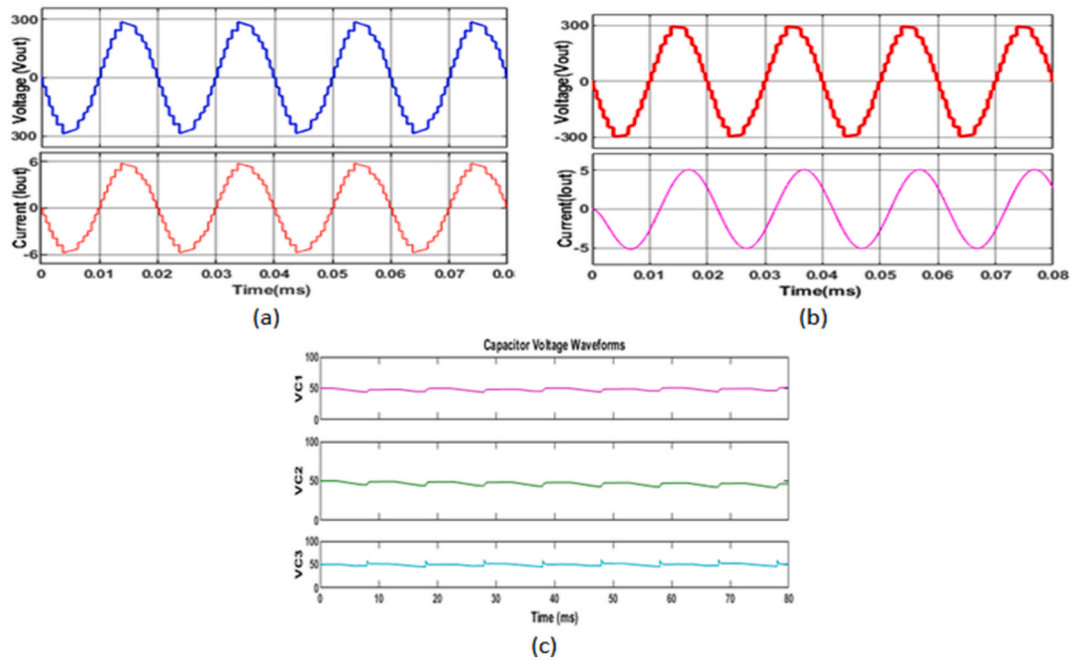 300
0
300
Voltage (Vout)
6
0
-6
Current (Iout)
0 0.01 0.02 0.03 0.04 0.05 0.06 0.07 0.0
Time(ms)
(a)
300
0
-300
Voltage(Vout)
5
0
-5
Current(Iout)
0 0.01 0.02 0.03 0.04 0.05 0.06 0.07 0.08
Time(ms)
(b)
Capacitor Voltage Waveforms
100
50
0
VC1
100
50
0
VC2
100
50
0
VC3
0 10 20 30 40 50 60 70 80
Time (ms)
(c)